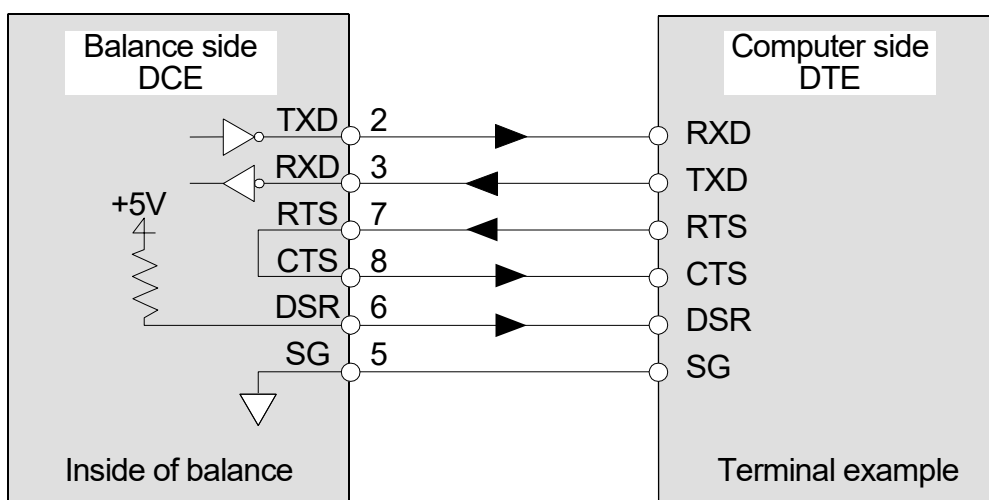 Balance side
DCE
Computer side
DTE
TXD 2
RXD
RXD 3
TXD
+5V
RTS 7
RTS
CTS 8
CTS
DSR 6
DSR
SG 5
SG
Inside of balance
Terminal example